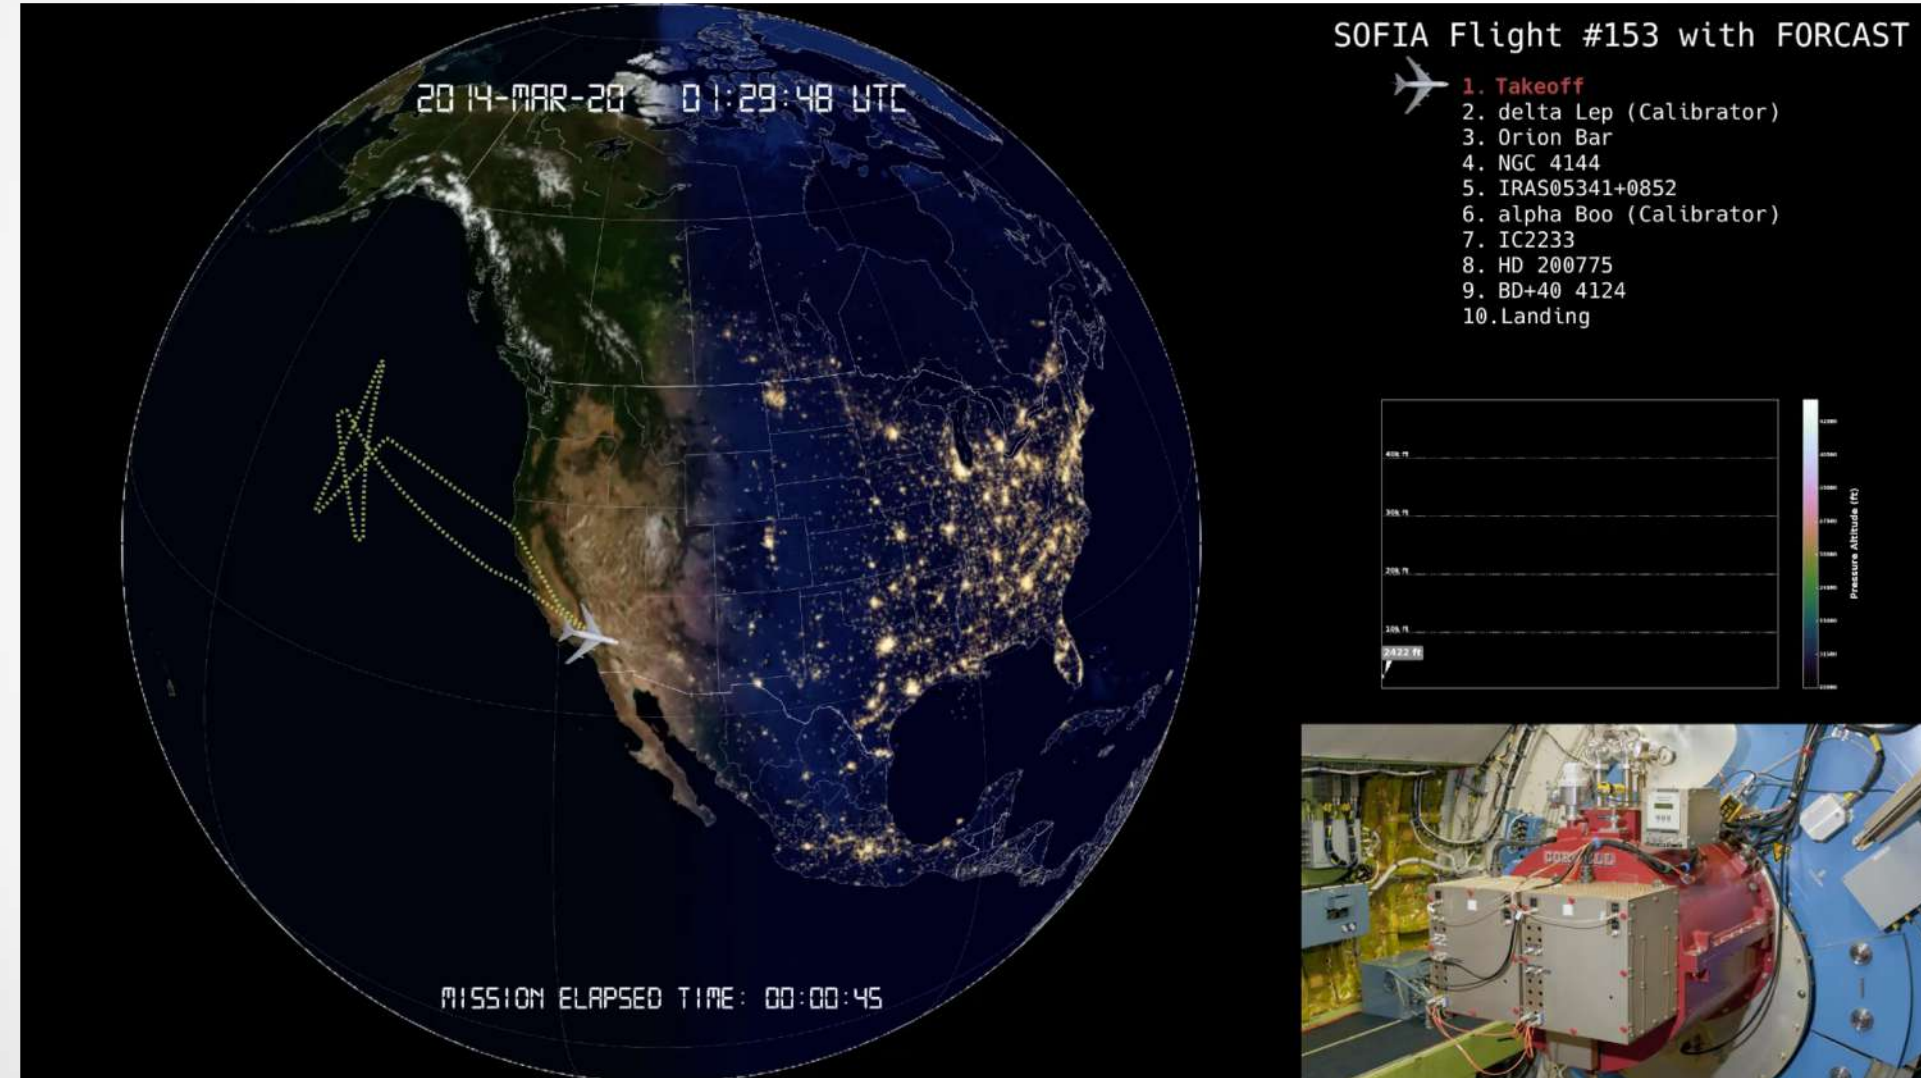 SOFIA Flight #153 with FORCAST
1. Takeoff
2. delta Lep (Calibrator)
3. Orion Bar
4. NGC 4144
5. IRAS05341+0852
6. alpha Boo (Calibrator)
7. IC2233
8. HD 200775
9. BD+40 4124
10.Landing
2014-MAR-20 01:29:48 UTC
40k ft
30k ft
20k ft
10k ft
2422 ft
Pressure Altitude (ft)
MISSION ELAPSED TIME: 00:00:45